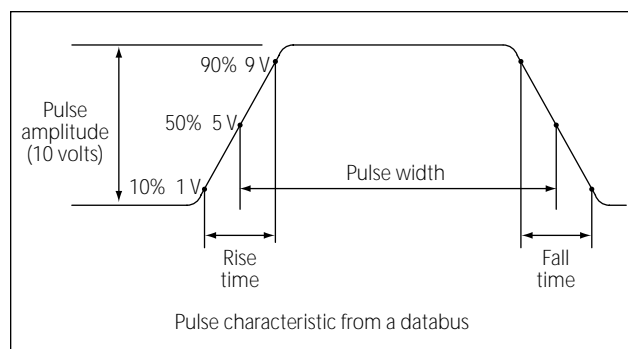 90% 9 V
Pulse
amplitude
(10 volts)
50% 5 V
Pulse width
10% 1 V
Rise
time
Fall
time
Pulse characteristic from a databus